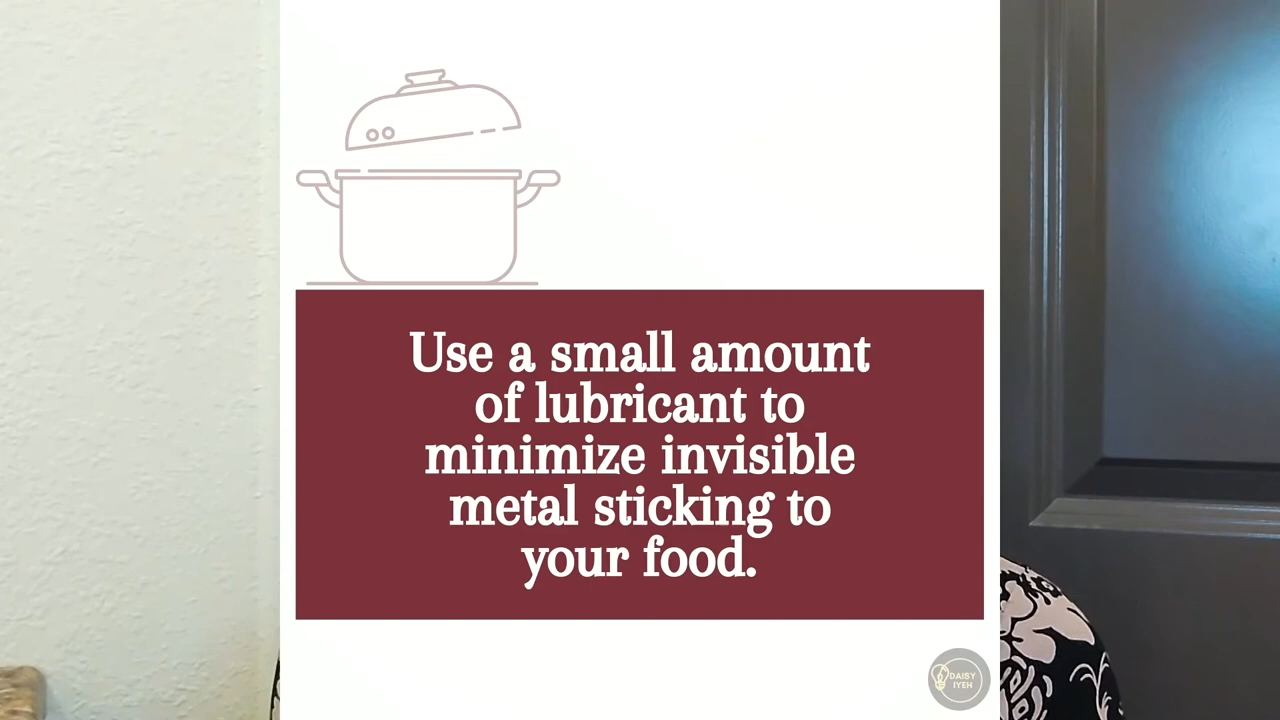 Use a small amount
of lubricant to
minimize invisible
metal sticking to
your food.
DAISY
IYEH